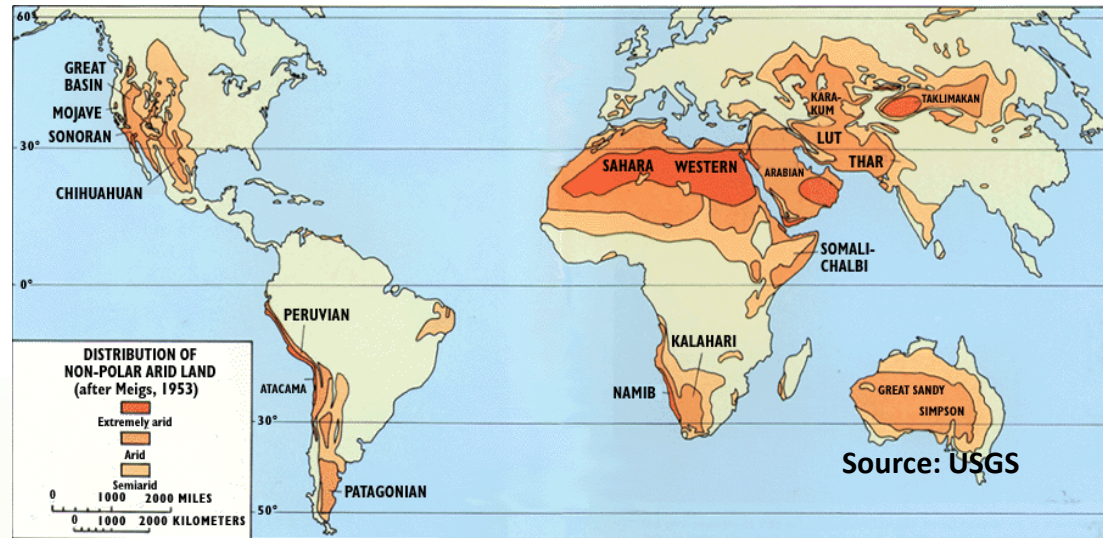 60°
GREAT
BASIN
MOJAVE
SONORAN
30°
CHIHUAHUAN
KARA-
KUM
TAKLIMAKAN
LUT
THAR
SAHARA
WESTERN
ARABIAN
SOMALI-
CHALBI
0°
PERUVIAN
ATACAMA
KALAHARI
NAMIB
GREAT SANDY
SIMPSON
30°
PATAGONIAN
50°
Source: USGS
DISTRIBUTION OF
NON-POLAR ARID LAND
(after Meigs, 1953)
Extremely arid
Arid
Semiarid
0 1000 2000 MILES
0 1000 2000 KILOMETERS